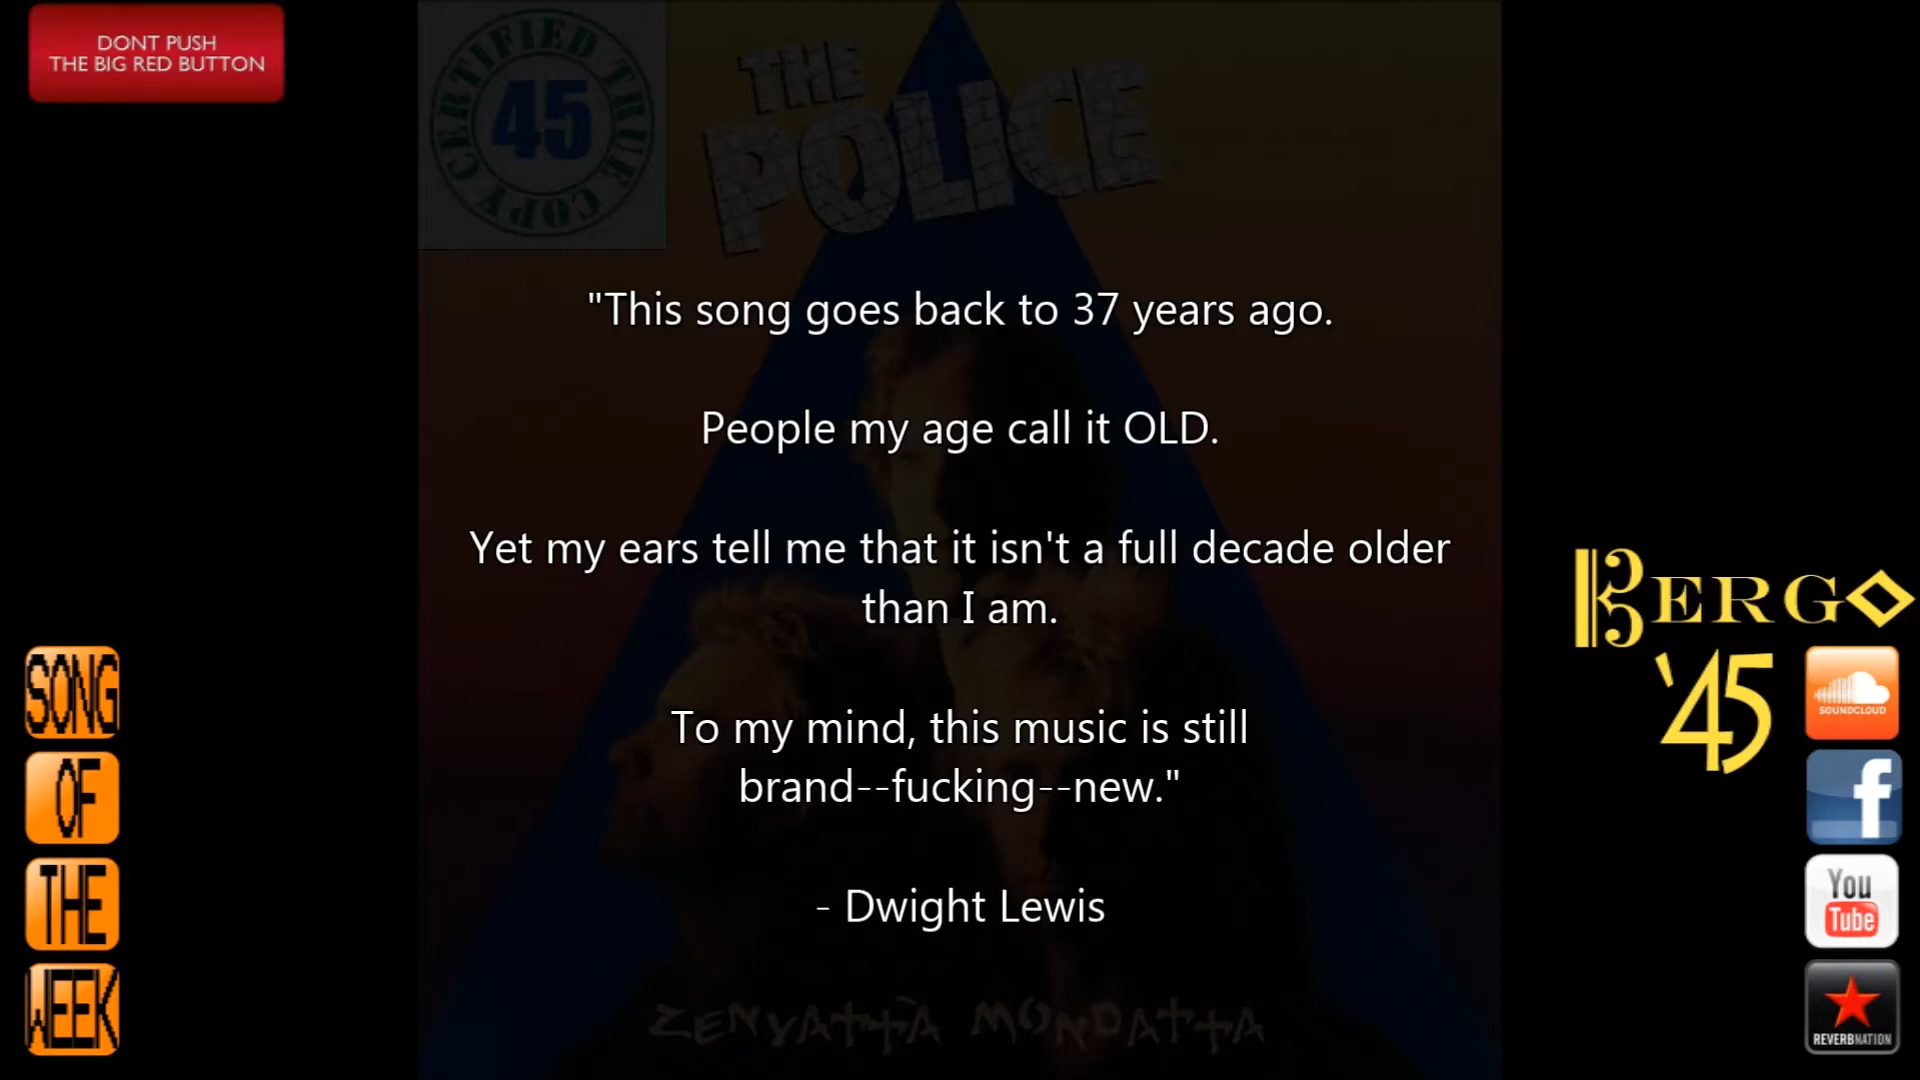 DONT PUSH
THE BIG RED BUTTON
CERTIFIED TRUE COPY
45
THE
POLICE
"This song goes back to 37 years ago.
People my age call it OLD.
Yet my ears tell me that it isn't a full decade older
than I am.
To my mind, this music is still
brand--fucking--new."
- Dwight Lewis
ZENYATTA MONDATTA
SONG
OF
THE
WEEK
BERGO
'45
SOUNDCLOUD
f
You
Tube
REVERBNATION